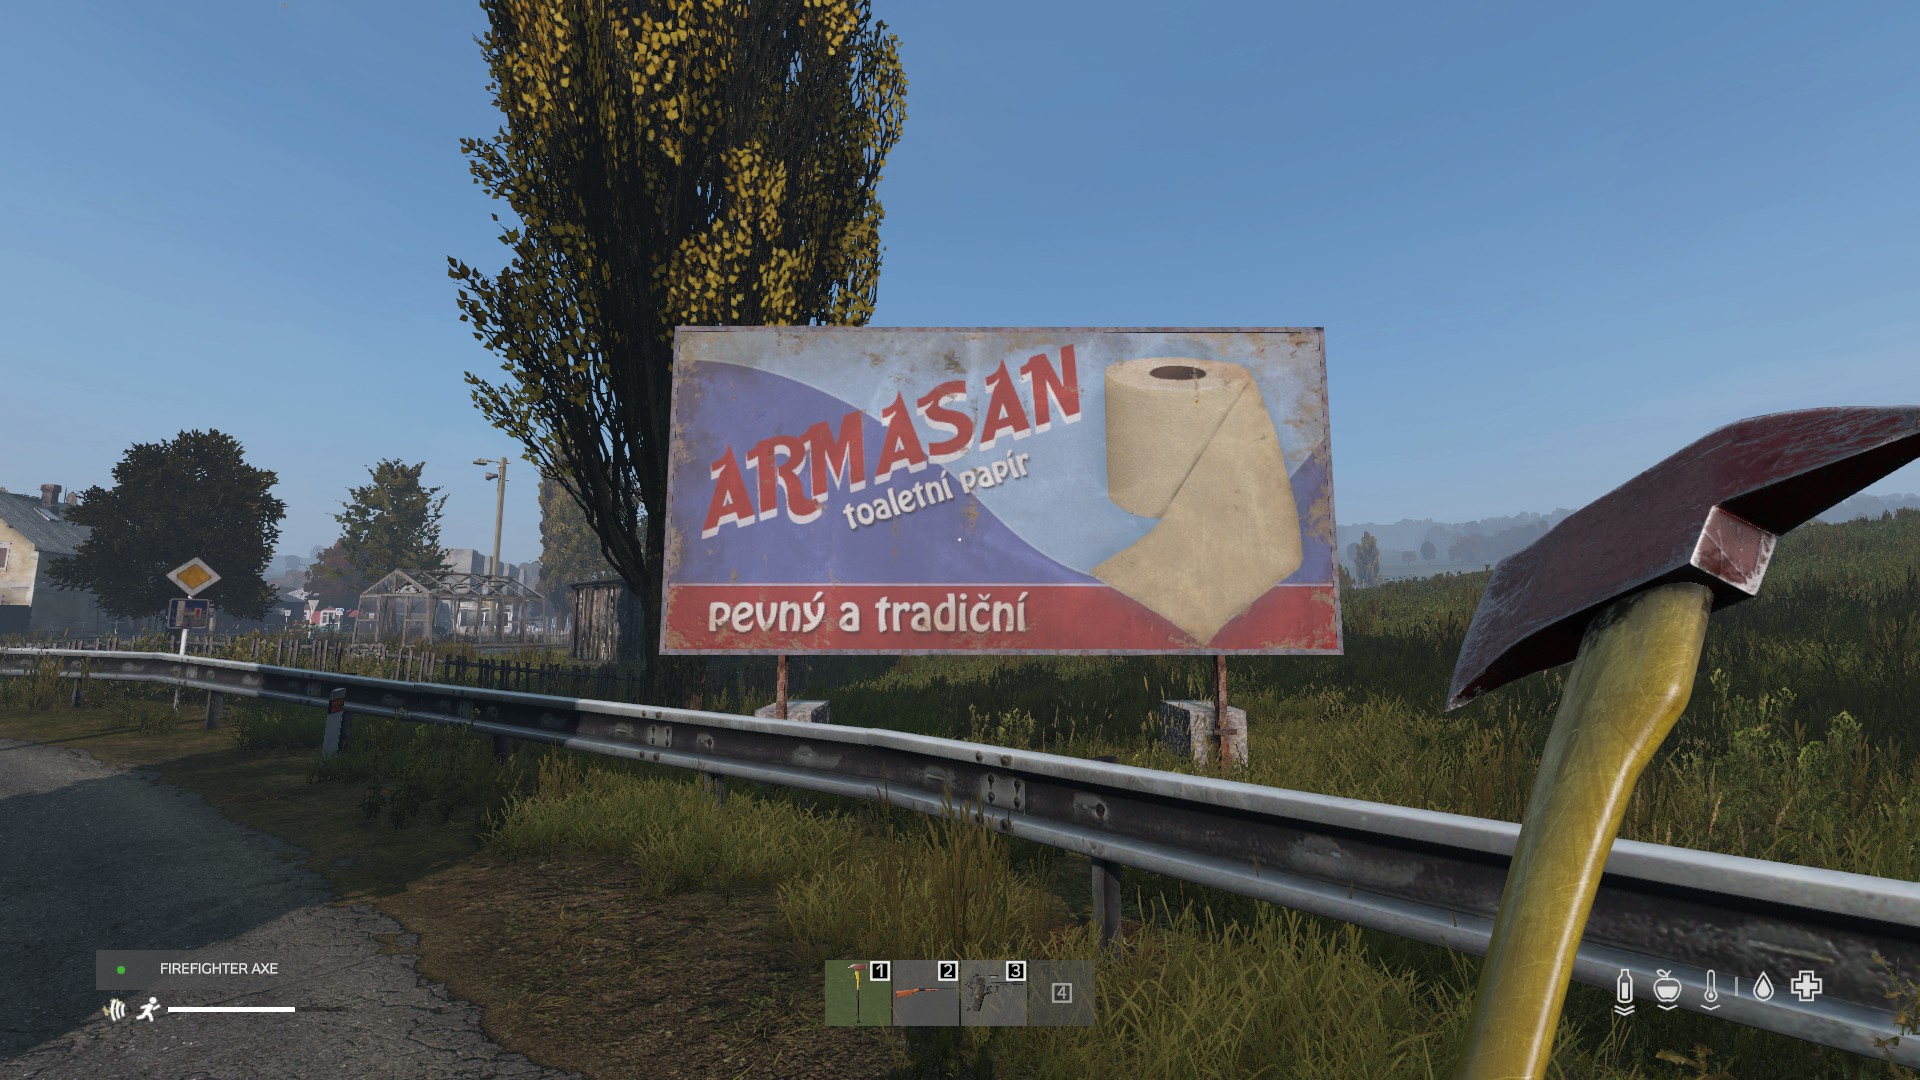 ARMASAN
toaletní papír
pevný a tradiční
FIREFIGHTER AXE
1
2
3
4